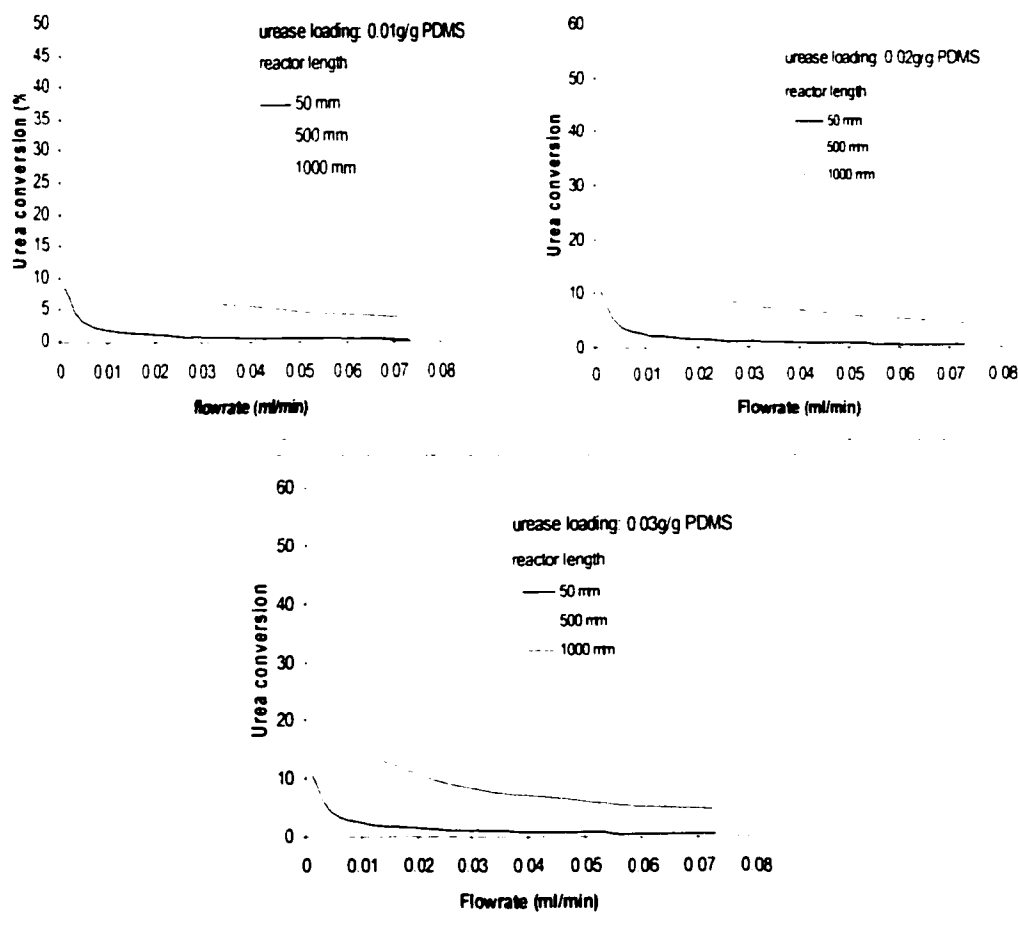 urease loading: 0.01g/g PDMS
reactor length
50 mm
500 mm
1000 mm
Urea conversion (%
50
45
40
35
30
25
20
15
10
5
0
0 0 01 0 02 0 03 0 04 0 05 0 06 0 07 0 08
flowrate (ml/min)
urease loading: 0 02g/g PDMS
reactor length
50 mm
500 mm
1000 mm
Urea conversion
60
50
40
30
20
10
0
0 0.01 0 02 0 03 0 04 0 05 0 06 0 07 0 08
Flowrate (ml/min)
urease loading: 0 03g/g PDMS
reactor length
50 mm
500 mm
1000 mm
Urea conversion
60
50
40
30
20
10
0
0 0.01 0 02 0 03 0 04 0 05 0 06 0 07 0 08
Flowrate (ml/min)